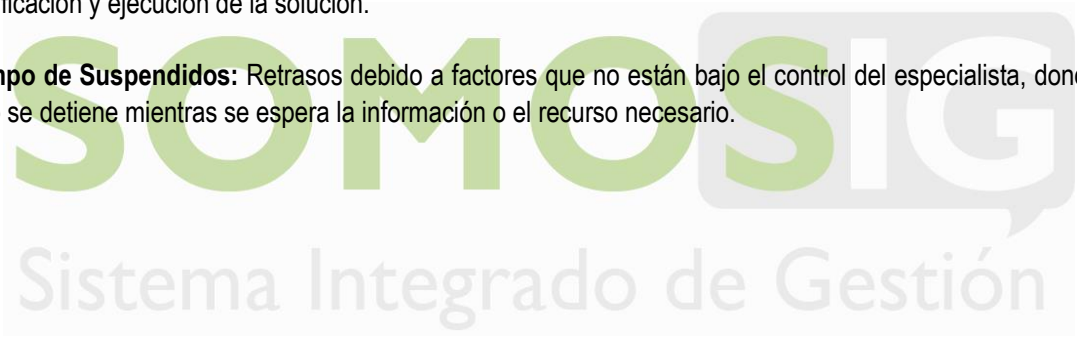 ficación y ejecución de la solución.
mpo de Suspendidos: Retrasos debido a factores que no están bajo el control del especialista, don
se detiene mientras se espera la información o el recurso necesario.
SOMOSIG
Sistema Integrado de Gestión